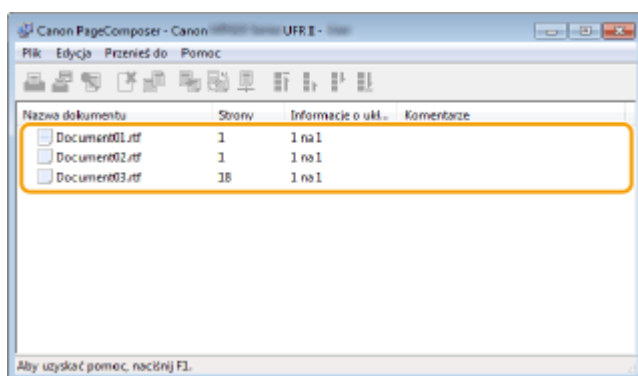 Canon PageComposer - Canon UFR II -
Plik Edycja Przenieś do Pomoc
Nazwa dokumentu Strony Informacje o ukł... Komentarze
Document01.rtf 1 1 na 1
Document02.rtf 1 1 na 1
Document03.rtf 18 1 na 1
Aby uzyskać pomoc, naciśnij F1.